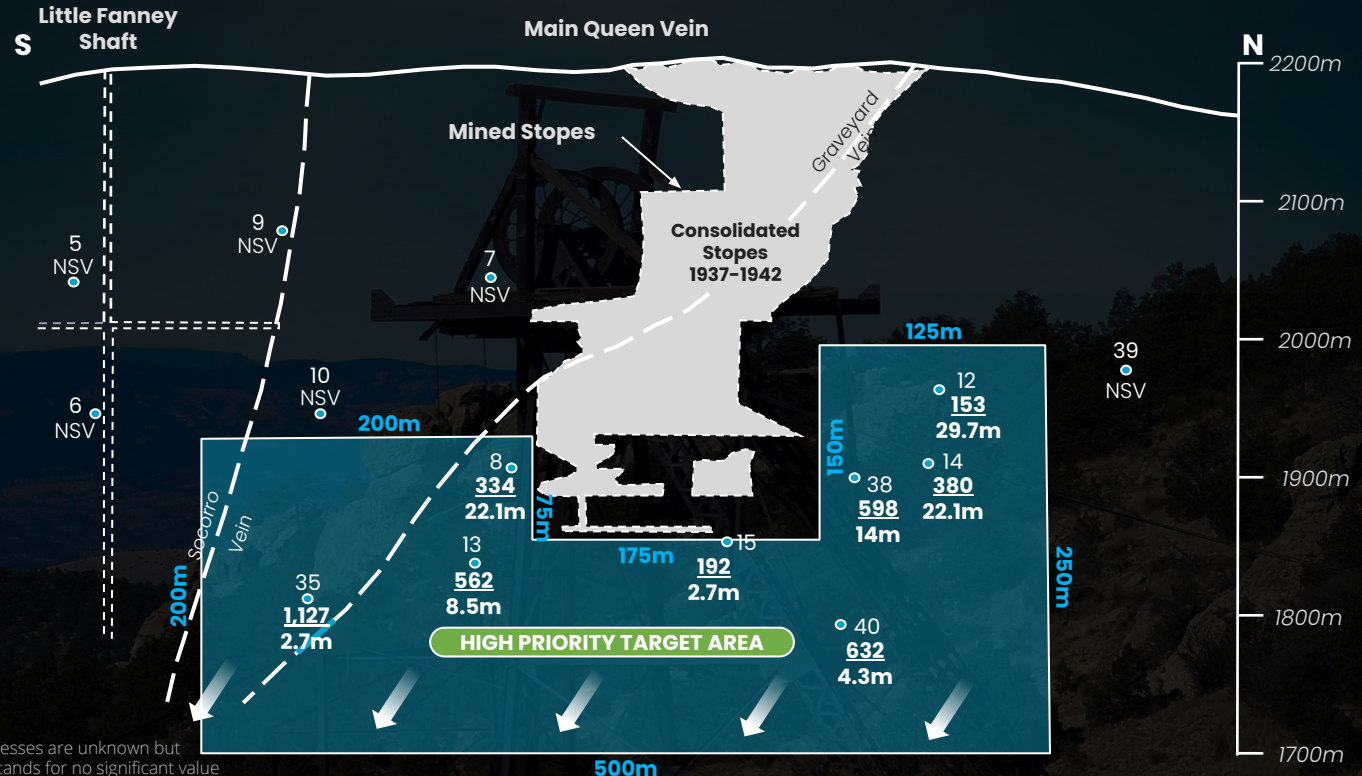 Little Fanney
Shaft
S
Main Queen Vein
N
2200m
Mined Stopes
Graveyard
Vein
2100m
9
NSV
5
NSV
7
NSV
Consolidated
Stopes
1937-1942
125m
2000m
39
NSV
10
NSV
12
153
29.7m
6
NSV
200m
150m
8
334
22.1m
14
380
22.1m
38
598
14m
1900m
75m
Socorro
Vein
13
562
8.5m
175m
15
192
2.7m
250m
200m
35
1,127
2.7m
1800m
40
632
4.3m
HIGH PRIORITY TARGET AREA
esses are unknown but
tands for no significant value
1700m
500m